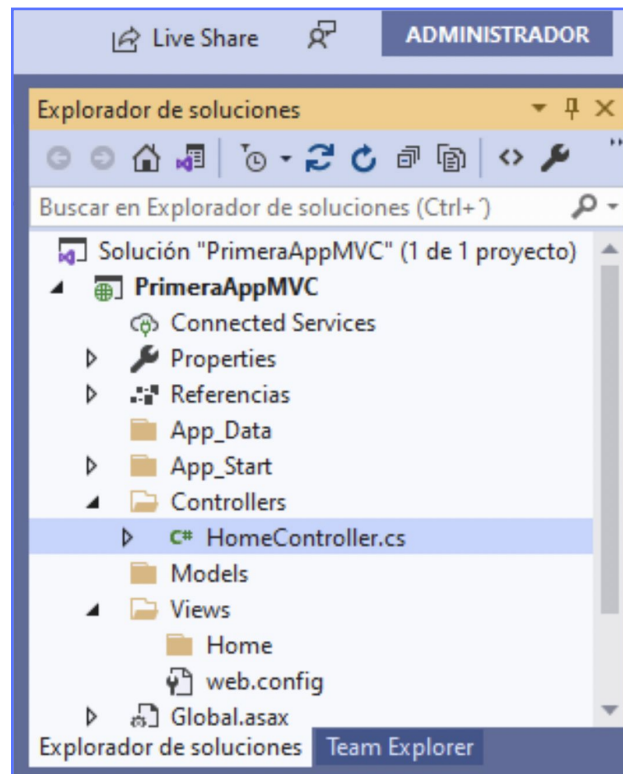 Live Share
ADMINISTRADOR
Explorador de soluciones
Buscar en Explorador de soluciones (Ctrl+´)
Solución "PrimeraAppMVC" (1 de 1 proyecto)
PrimeraAppMVC
Connected Services
Properties
Referencias
App_Data
App_Start
Controllers
C# HomeController.cs
Models
Views
Home
web.config
Global.asax
Explorador de soluciones Team Explorer